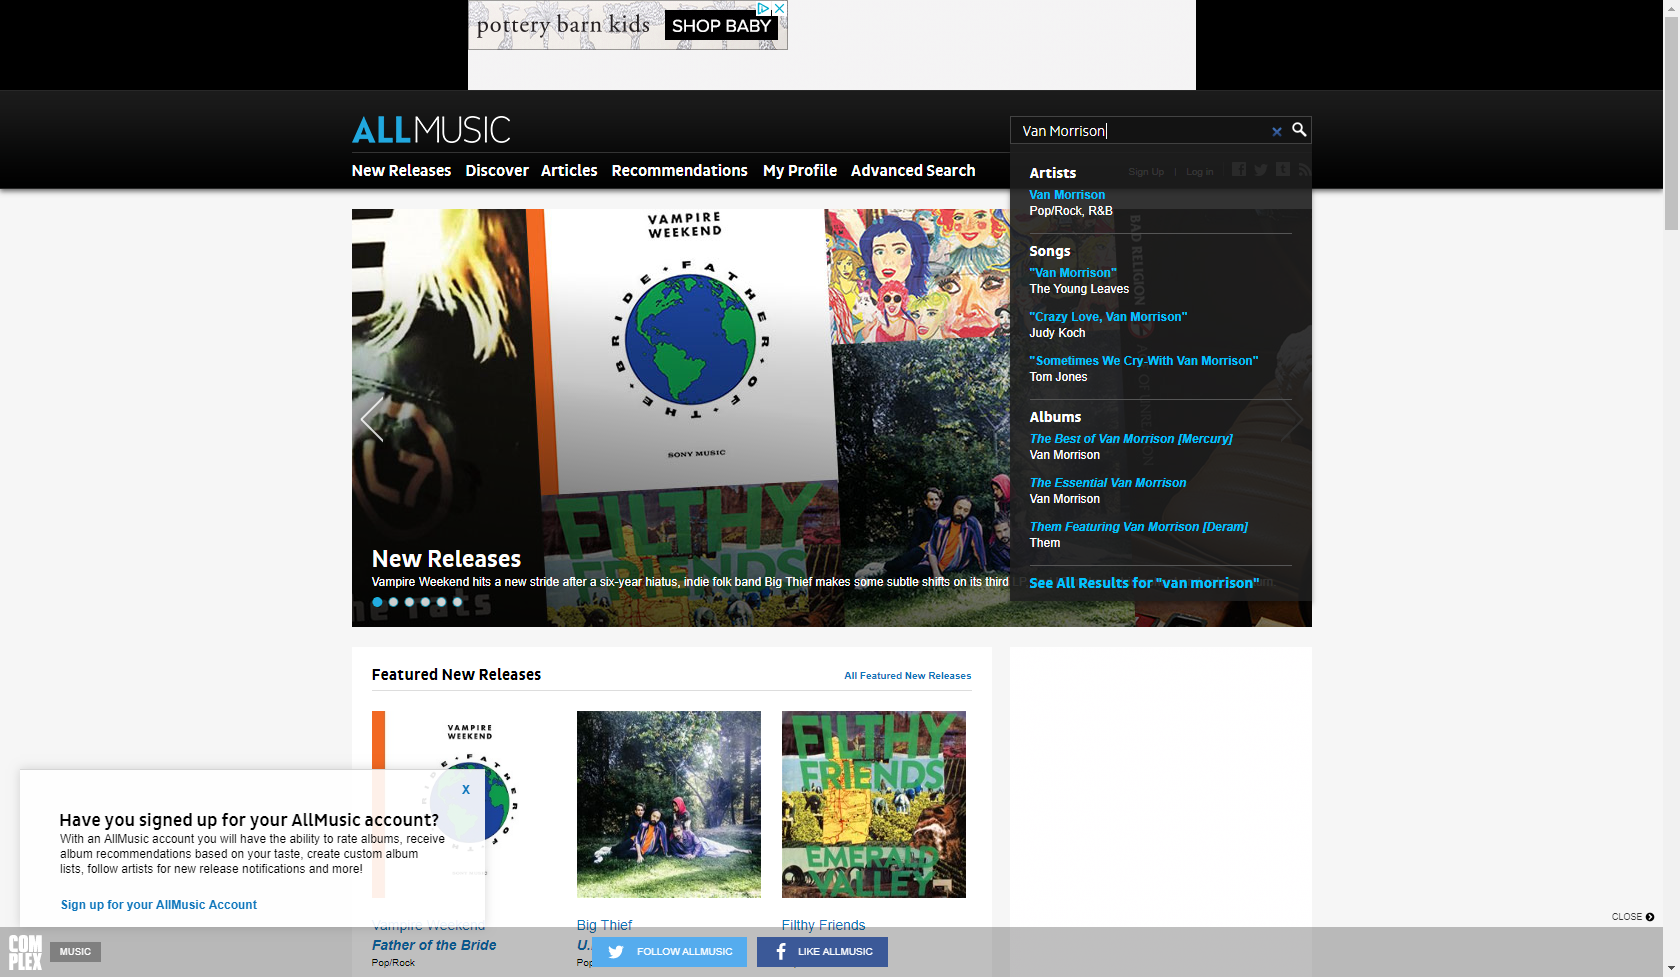 pottery barn kids
SHOP BABY
ALLMUSIC
Van Morrison
New Releases
Discover
Articles
Recommendations
My Profile
Advanced Search
Sign Up | Log in
Artists
Van Morrison
Pop/Rock, R&B
Songs
"Van Morrison"
The Young Leaves
"Crazy Love, Van Morrison"
Judy Koch
"Sometimes We Cry-With Van Morrison"
Tom Jones
Albums
The Best of Van Morrison [Mercury]
Van Morrison
The Essential Van Morrison
Van Morrison
Them Featuring Van Morrison [Deram]
Them
See All Results for "van morrison"
VAMPIRE
WEEKEND
FATHER OF THE BRIDE
SONY MUSIC
FILTHY
FRIENDS
BAD RELIGION
New Releases
Vampire Weekend hits a new stride after a six-year hiatus, indie folk band Big Thief makes some subtle shifts on its third LP
Featured New Releases
All Featured New Releases
VAMPIRE
WEEKEND
FILTHY
FRIENDS
EMERALD
VALLEY
X
Have you signed up for your AllMusic account?
With an AllMusic account you will have the ability to rate albums, receive
album recommendations based on your taste, create custom album
lists, follow artists for new release notifications and more!
Sign up for your AllMusic Account
Vampire Weekend
Father of the Bride
Pop/Rock
Big Thief
U.
Filthy Friends
CLOSE
COMPLEX
MUSIC
FOLLOW ALLMUSIC
LIKE ALLMUSIC